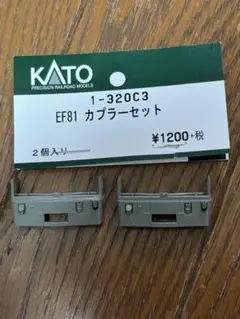 KATO
PRECISION RAILROAD MODELS
1-320C3
EF81 カプラーセット
¥1200+税
2個入り